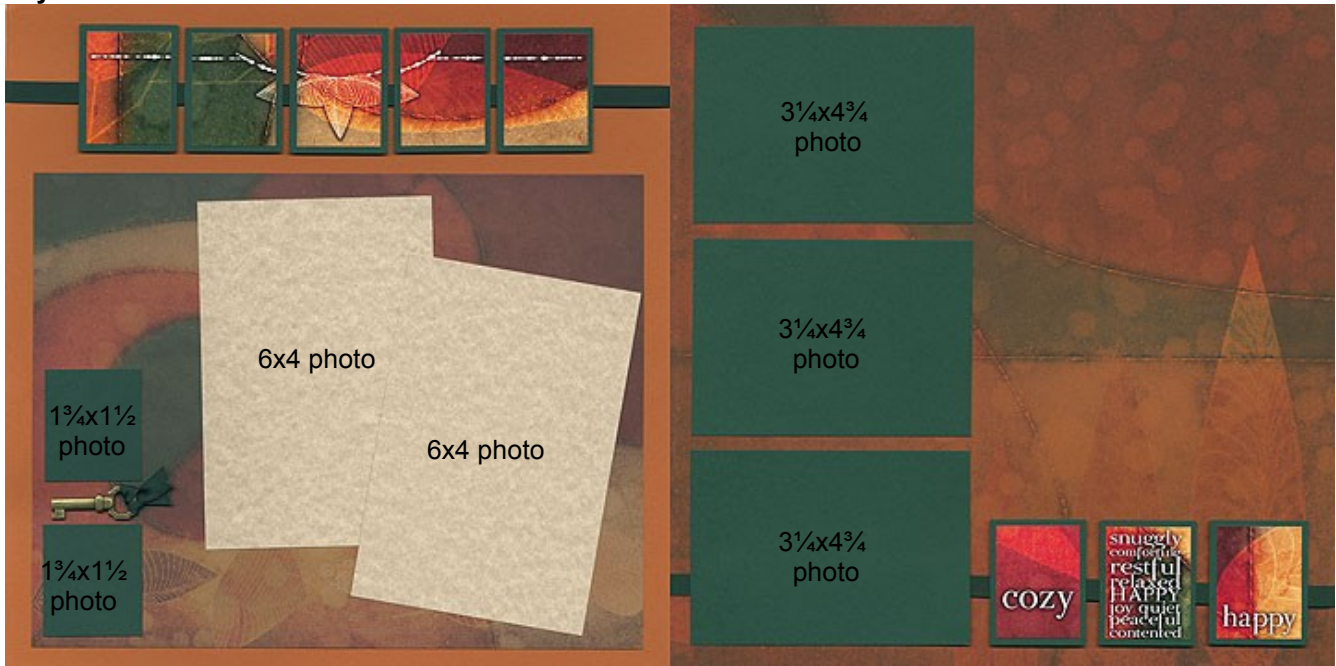 6x4 photo
6x4 photo
1¾x1½
photo
1¾x1½
photo
3¼x4¾
photo
3¼x4¾
photo
3¼x4¾
photo
cozy
snuggly
comforting
restful
relaxed
HAPPY
joy quiet
peaceful
contented
happy